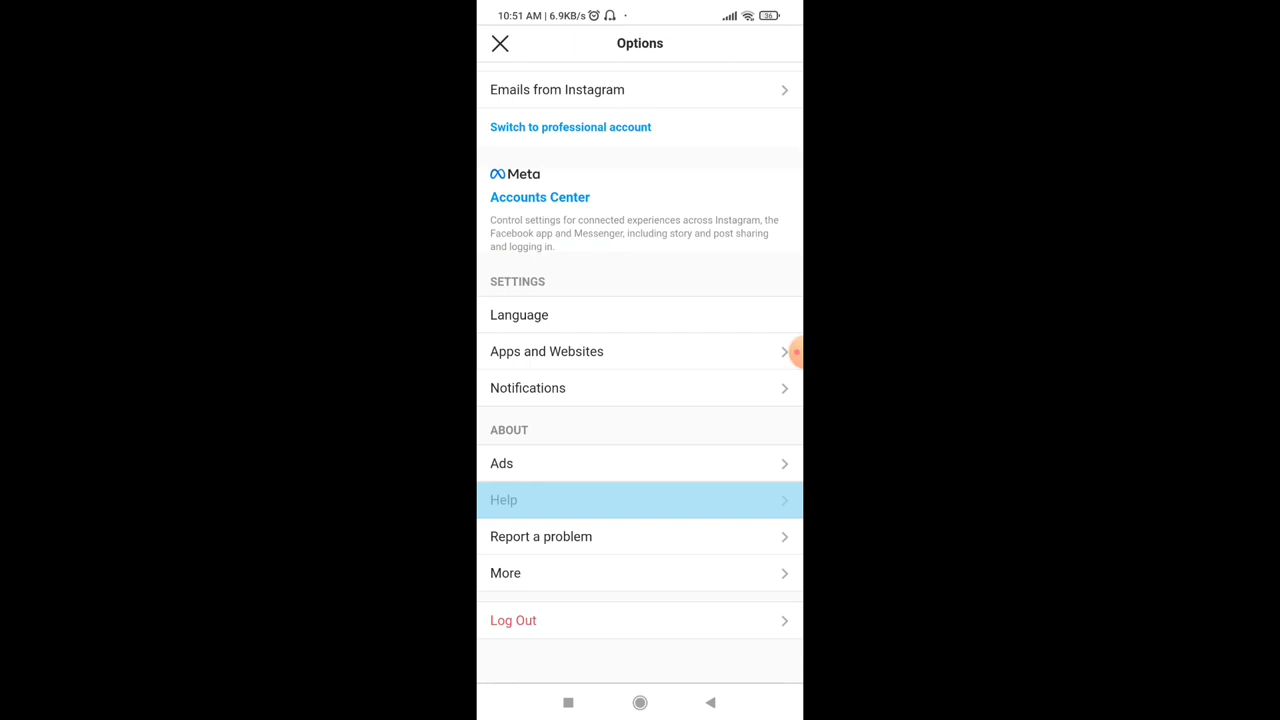 10:51 AM | 6.9KB/s
36
Options
Emails from Instagram
Switch to professional account
Meta
Accounts Center
Control settings for connected experiences across Instagram, the
Facebook app and Messenger, including story and post sharing
and logging in.
SETTINGS
Language
Apps and Websites
Notifications
ABOUT
Ads
Help
Report a problem
More
Log Out